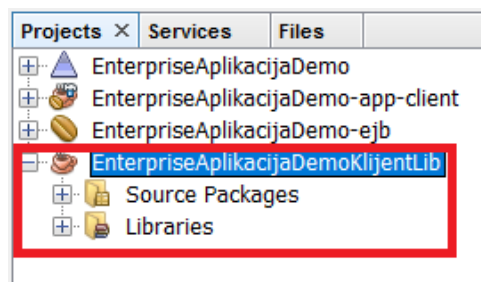 Projects × Services Files
EnterpriseAplikacijaDemo
EnterpriseAplikacijaDemo-app-client
EnterpriseAplikacijaDemo-ejb
EnterpriseAplikacijaDemoKlijentLib
Source Packages
Libraries